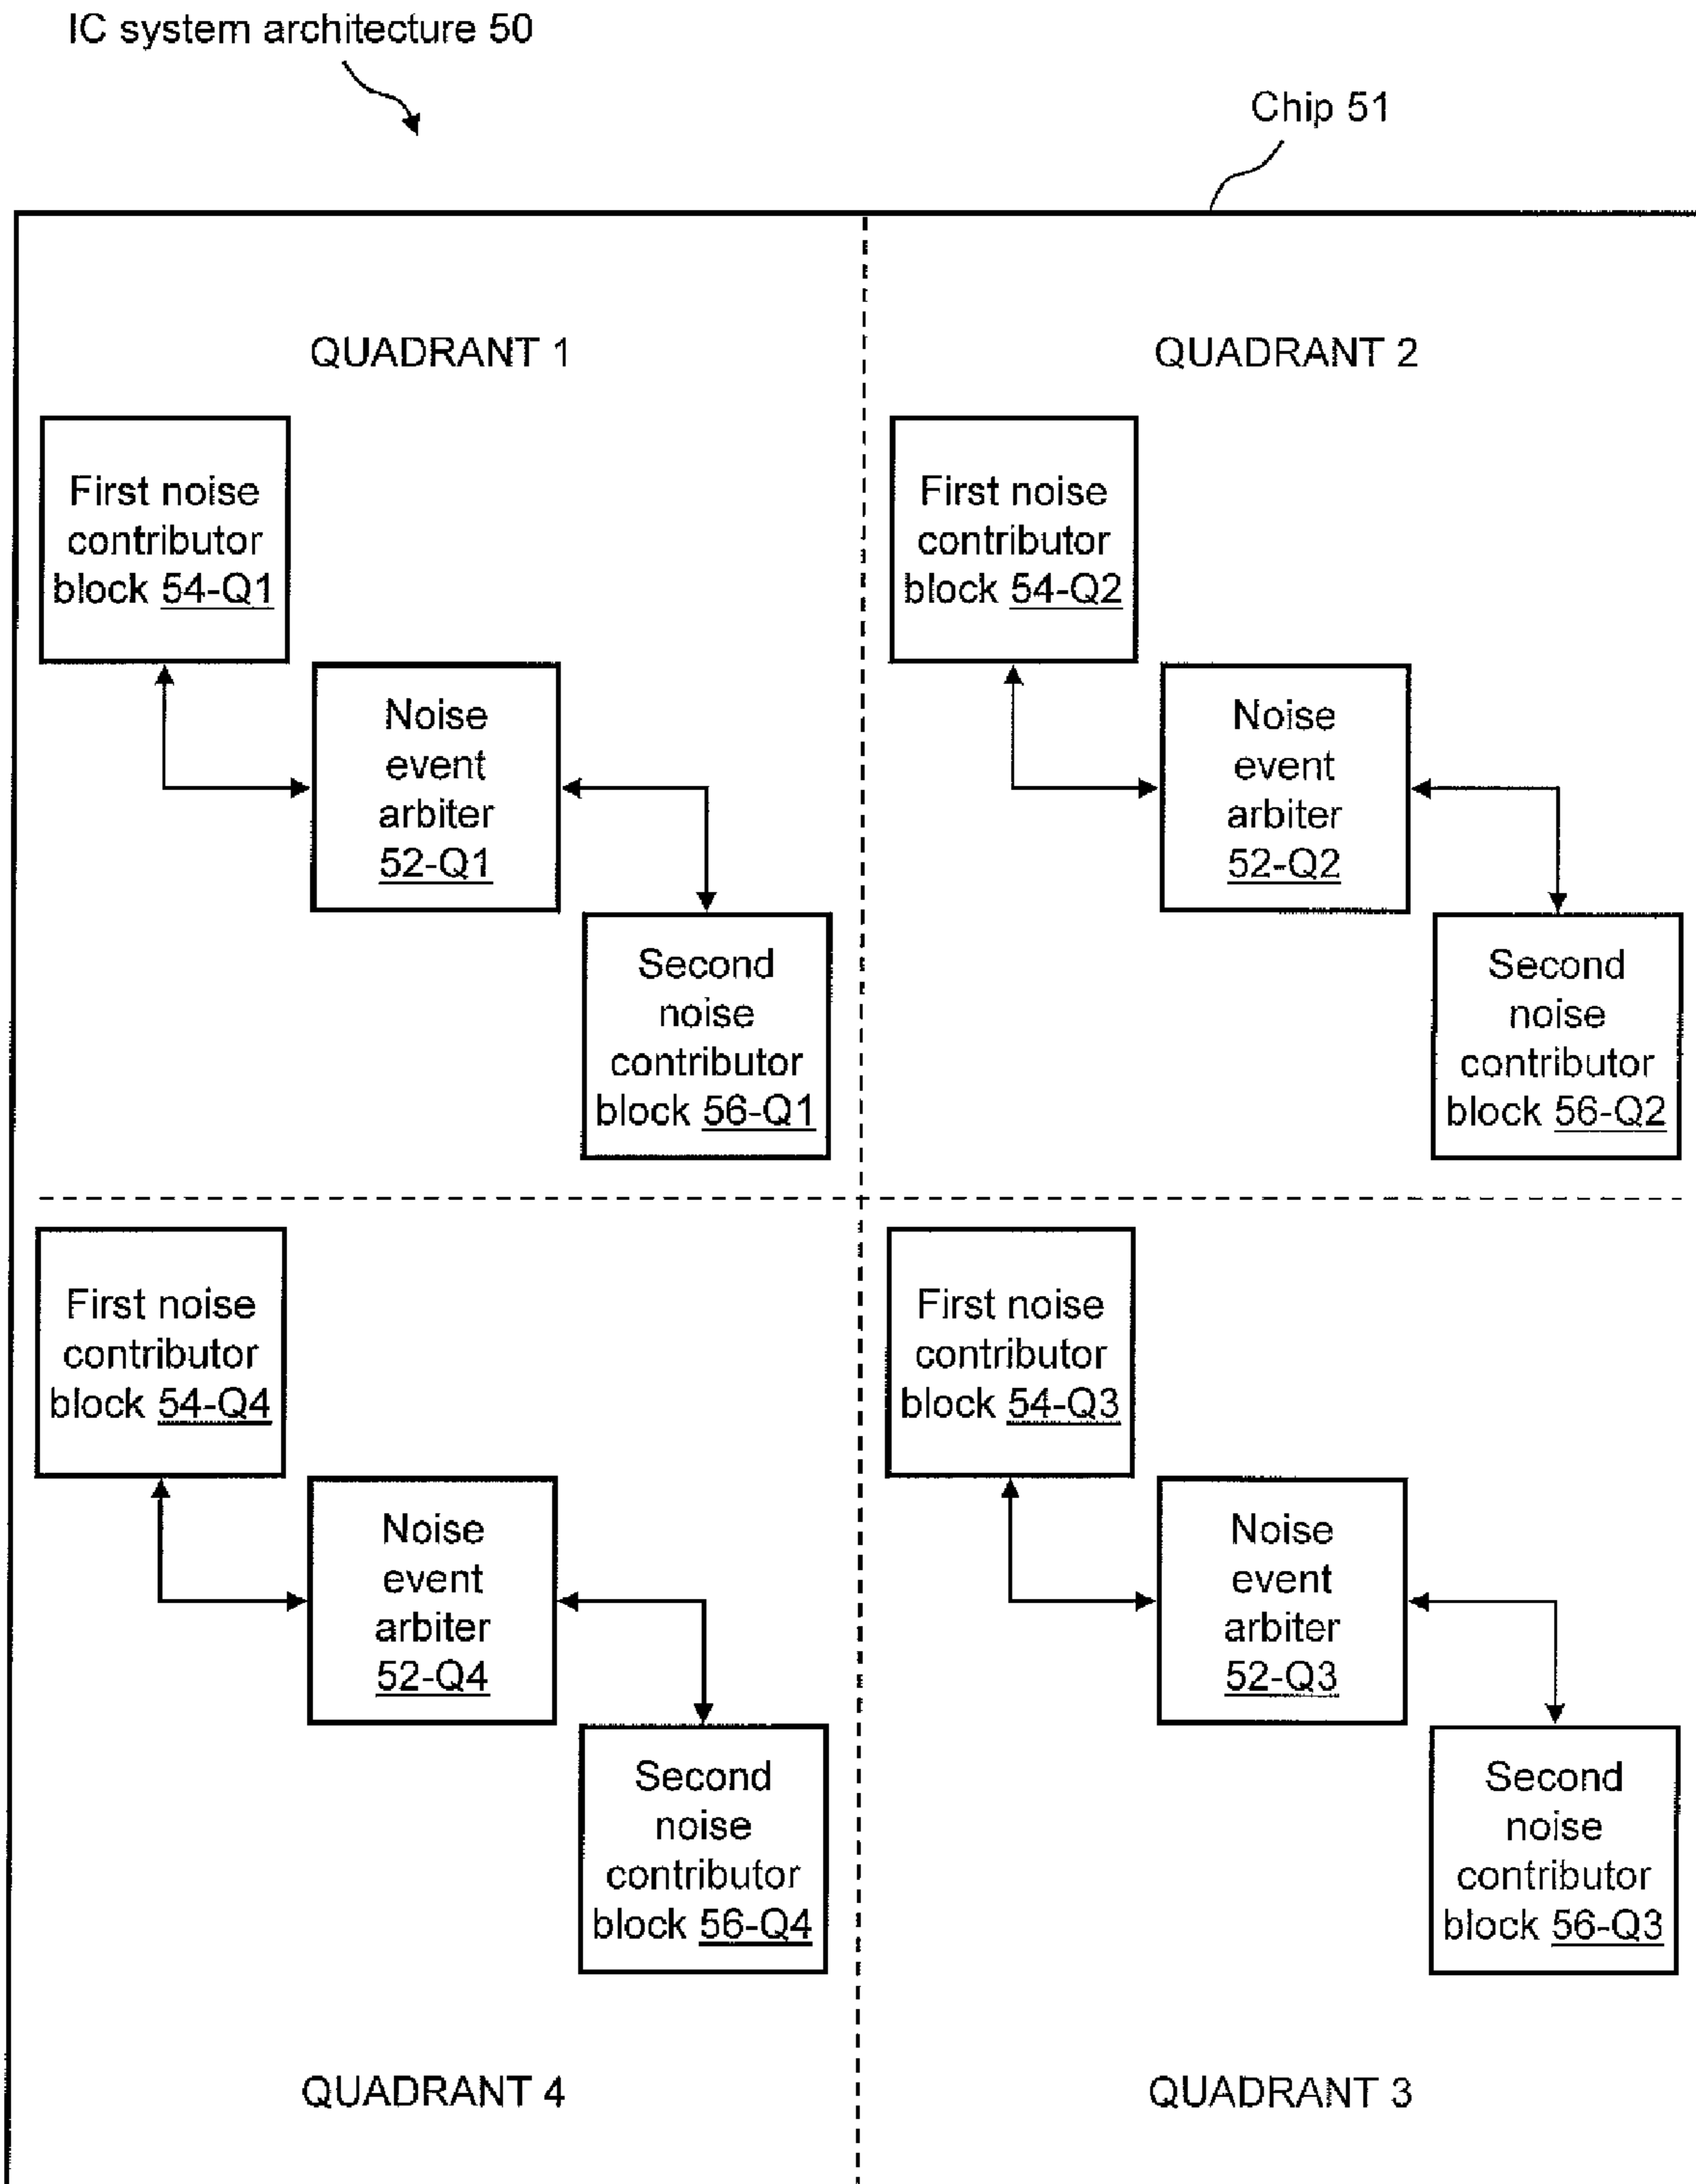 IC system architecture 50
Chip 51
QUADRANT 1
First noise
contributor
block 54-Q1
Noise
event
arbiter
52-Q1
Second
noise
contributor
block 56-Q1
QUADRANT 2
First noise
contributor
block 54-Q2
Noise
event
arbiter
52-Q2
Second
noise
contributor
block 56-Q2
First noise
contributor
block 54-Q4
Noise
event
arbiter
52-Q4
Second
noise
contributor
block 56-Q4
QUADRANT 4
First noise
contributor
block 54-Q3
Noise
event
arbiter
52-Q3
Second
noise
contributor
block 56-Q3
QUADRANT 3